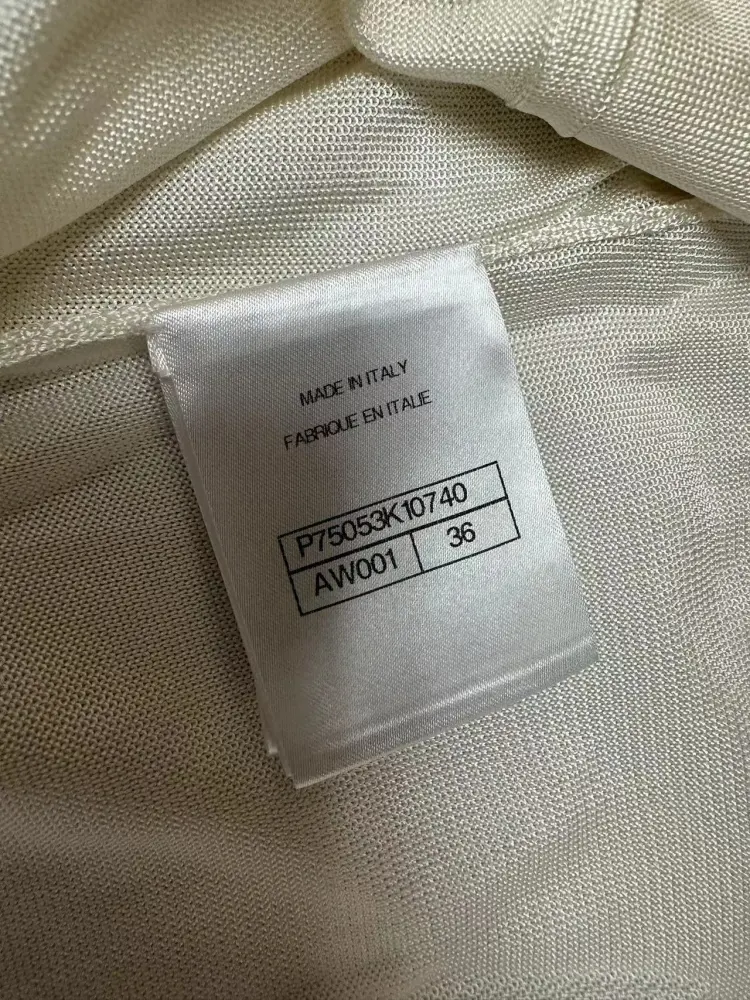 MADE IN ITALY
FABRIQUE EN ITALIE
P75053K10740
AW001 36